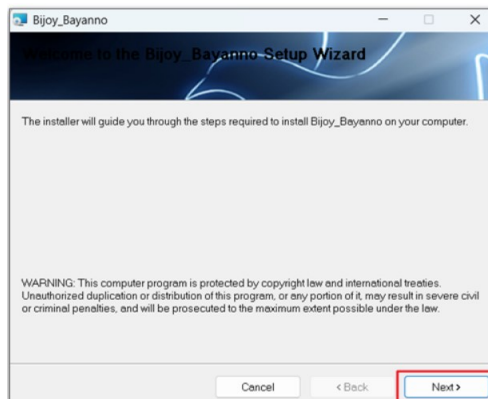 Bijoy_Bayanno
Welcome to the Bijoy_Bayanno Setup Wizard
The installer will guide you through the steps required to install Bijoy_Bayanno on your computer.
WARNING: This computer program is protected by copyright law and international treaties.
Unauthorized duplication or distribution of this program, or any portion of it, may result in severe civil
or criminal penalties, and will be prosecuted to the maximum extent possible under the law.
Cancel < Back Next >